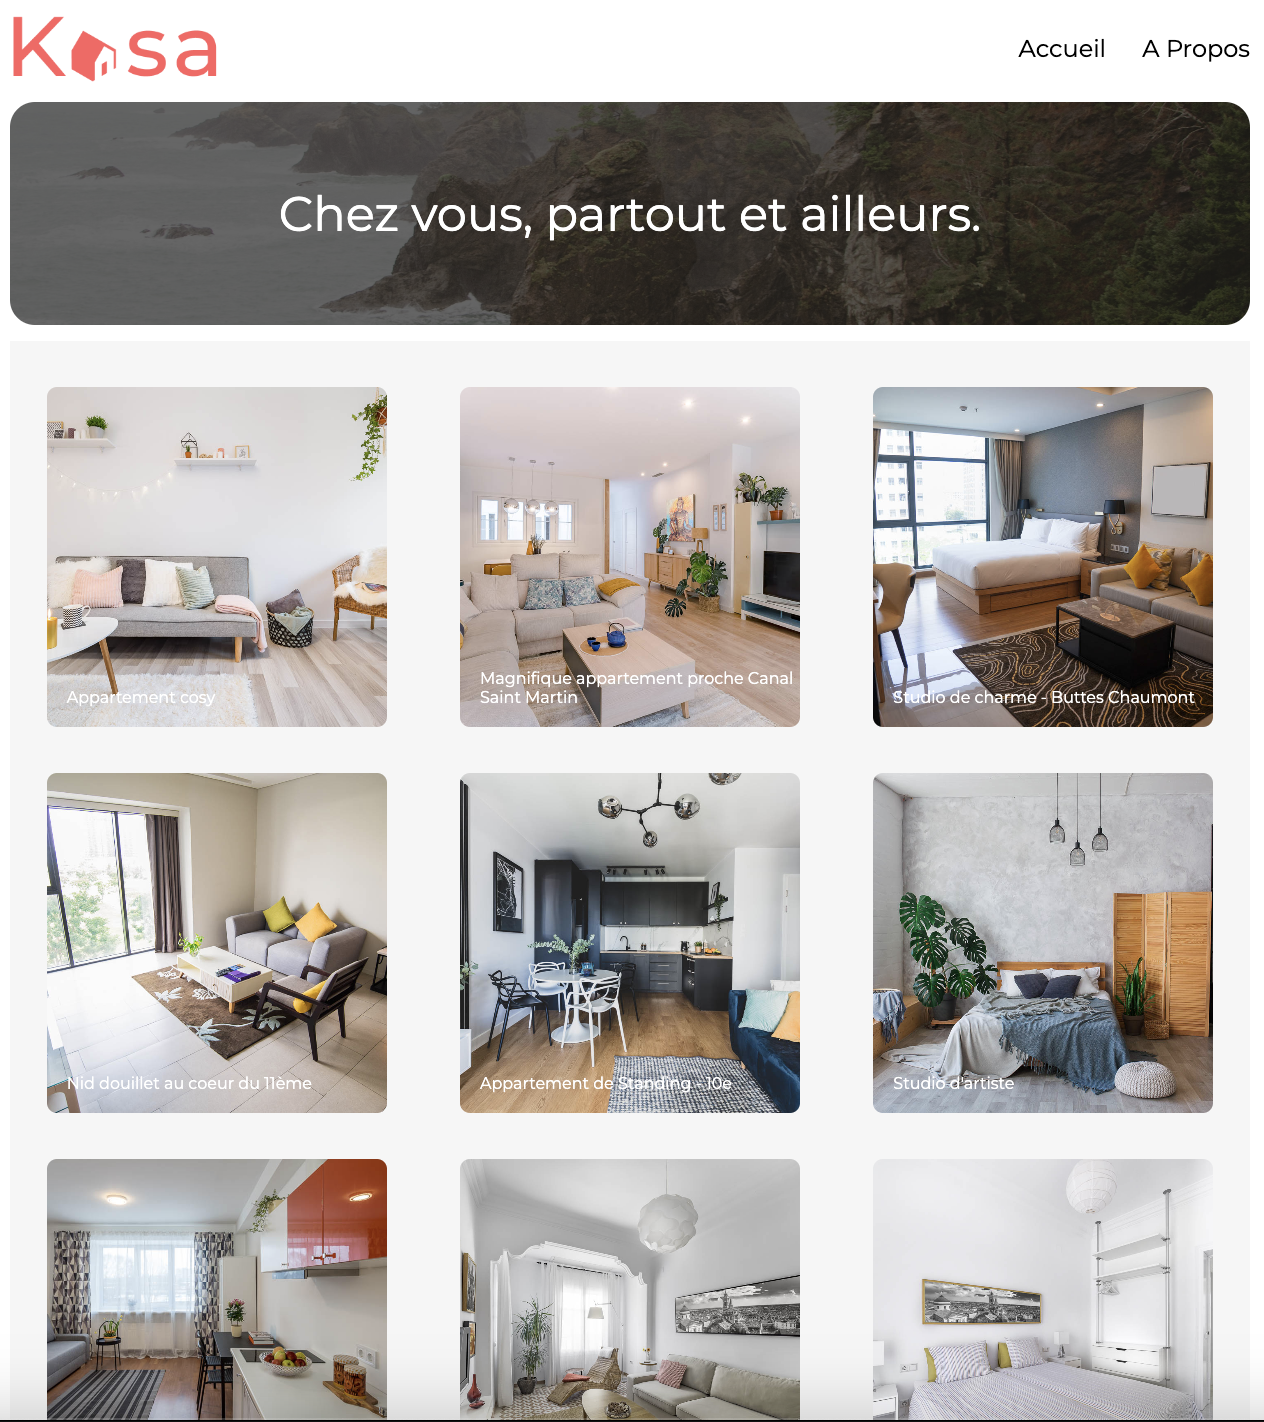 Kasa
Accueil
A Propos
Chez vous, partout et ailleurs.
Appartement cosy
Magnifique appartement proche Canal
Saint Martin
Studio de charme - Buttes Chaumont
Nid douillet au coeur du 11ème
Appartement de Standing - 10e
Studio d'artiste